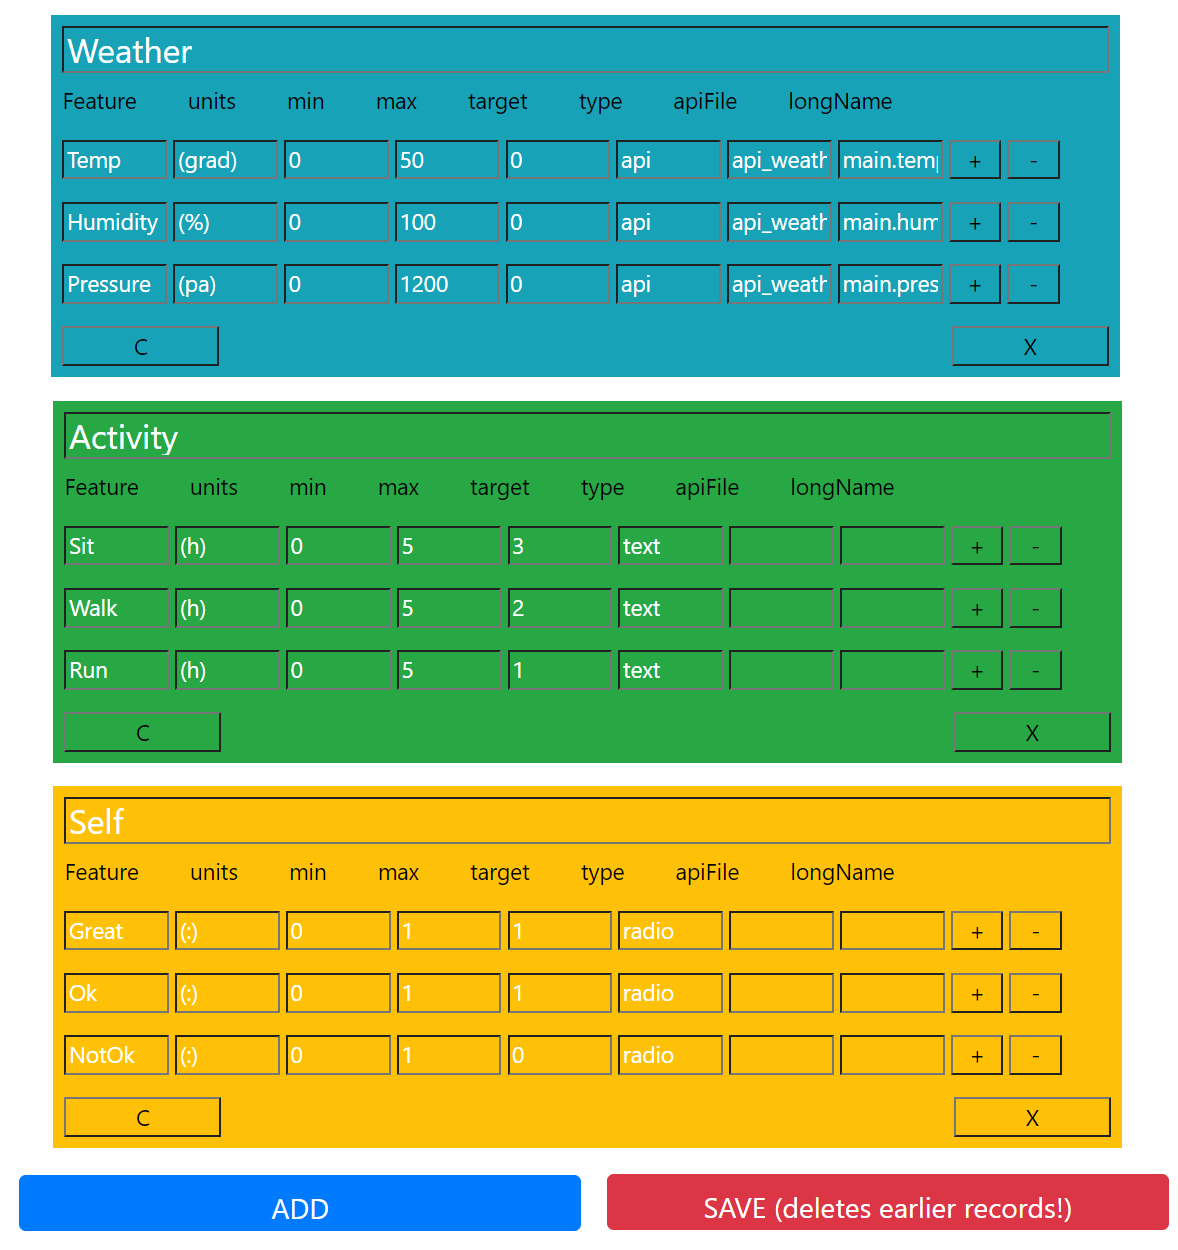 Weather
Feature units min max target type apiFile longName
Temp (grad) 0 50 0 api api_weath main.temp + -
Humidity (%) 0 100 0 api api_weath main.hum + -
Pressure (pa) 0 1200 0 api api_weath main.pres + -
C X
Activity
Feature units min max target type apiFile longName
Sit (h) 0 5 3 text + -
Walk (h) 0 5 2 text + -
Run (h) 0 5 1 text + -
C X
Self
Feature units min max target type apiFile longName
Great (:) 0 1 1 radio + -
Ok (:) 0 1 1 radio + -
NotOk (:) 0 1 0 radio + -
C X
ADD SAVE (deletes earlier records!)